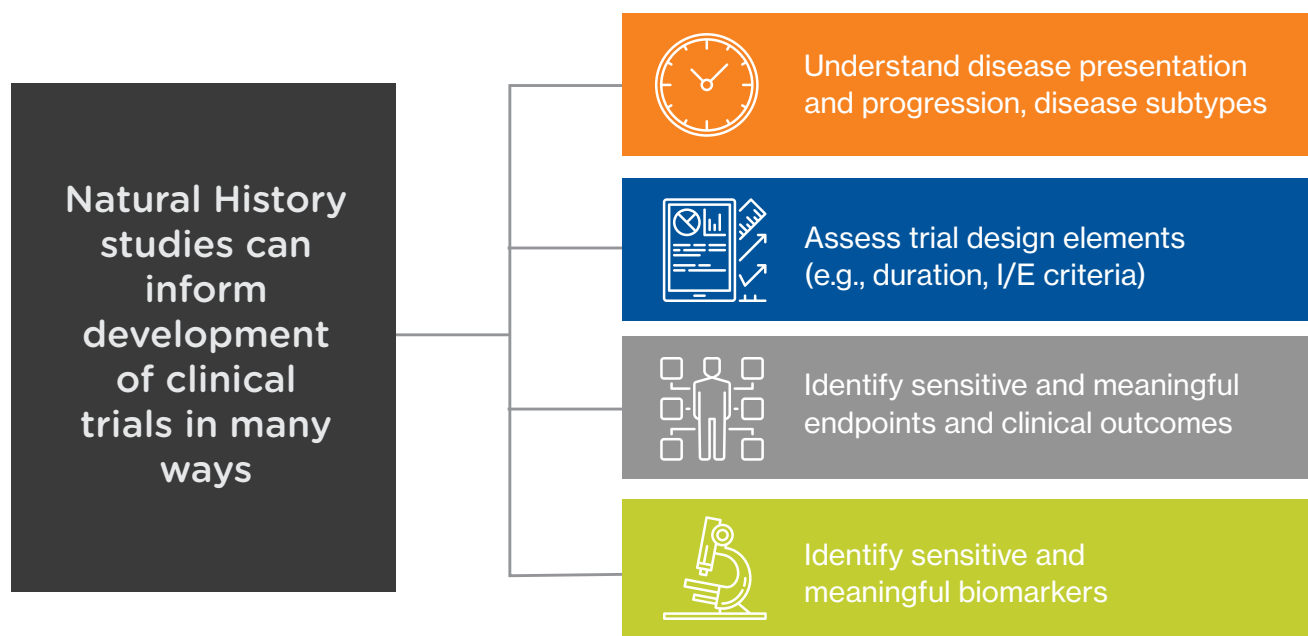 Natural History
studies can
inform
development
of clinical
trials in many
ways
Understand disease presentation
and progression, disease subtypes
Assess trial design elements
(e.g., duration, I/E criteria)
Identify sensitive and meaningful
endpoints and clinical outcomes
Identify sensitive and
meaningful biomarkers